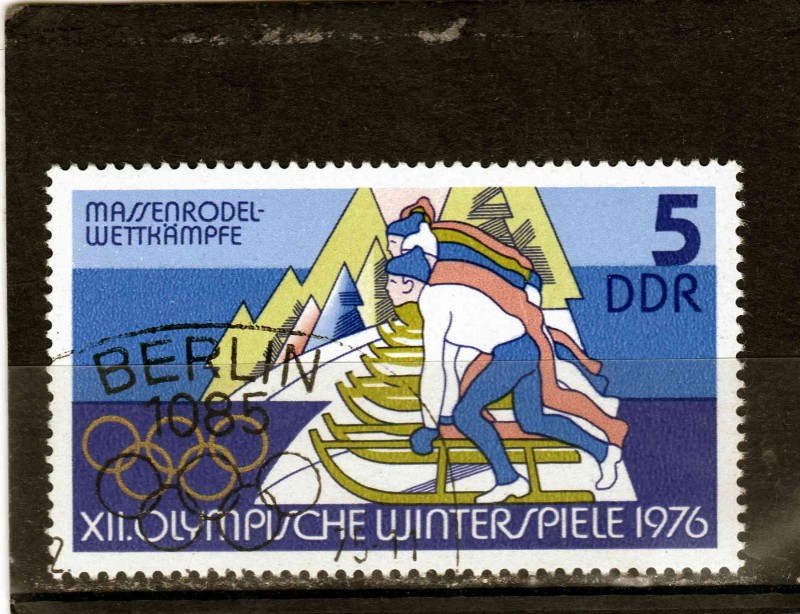 MASSENRODEL-
WETTKÄMPFE
5
DDR
BERLIN
1085
XII. OLYMPISCHE WINTERSPIELE 1976